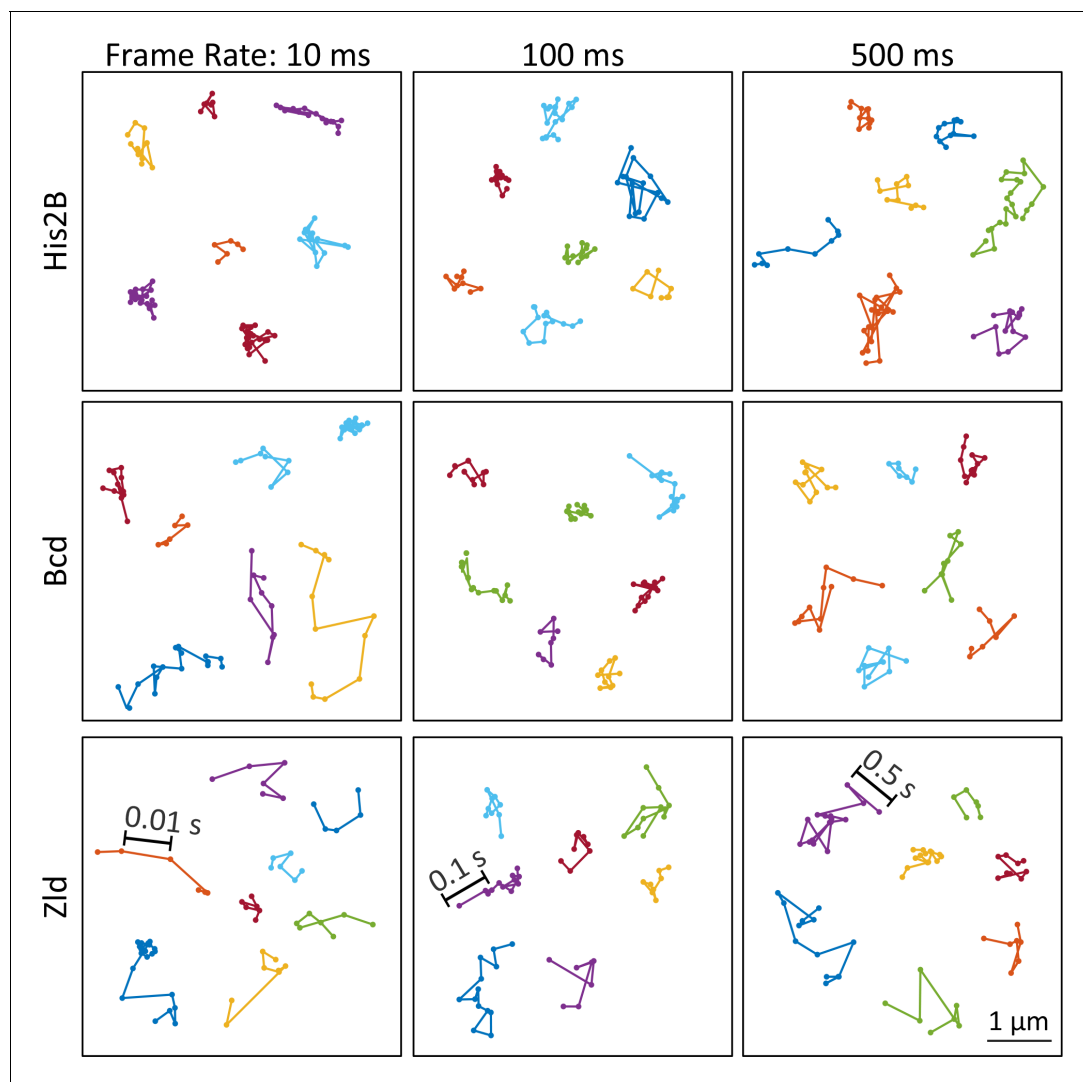 Frame Rate: 10 ms
100 ms
500 ms
His2B
Bcd
Zld
0.01 s
0.1 s
0.5 s
1 μm